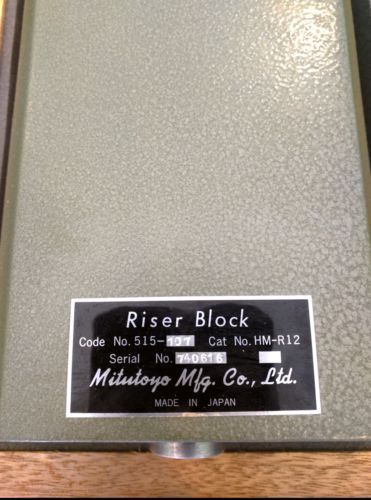 Riser Block
Code No. 515-107 Cat No. HM-R12
Serial No. 740616
Mitutoyo Mfg. Co., Ltd.
MADE IN JAPAN